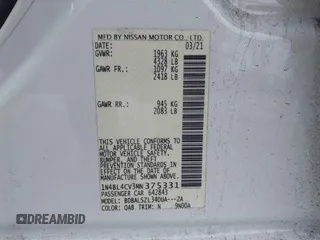 MFD BY NISSAN MOTOR CO., LTD.
03/21
GVWR: 1963 KG
4328 LB
GAWR FR.: 1097 KG
2418 LB
GAWR RR.: 945 KG
2083 LB
THIS VEHICLE CONFORMS TO ALL
APPLICABLE FEDERAL MOTOR
VEHICLE SAFETY, BUMPER, AND
THEFT PREVENTION STANDARDS
IN EFFECT ON THE DATE OF
MANUFACTURE SHOWN ABOVE.
1N4BL4CV3MN375331
PASSENGER CAR 642843
MODEL:
COLOR: QAB TRIM: N
DREAMBID
dreambid.com